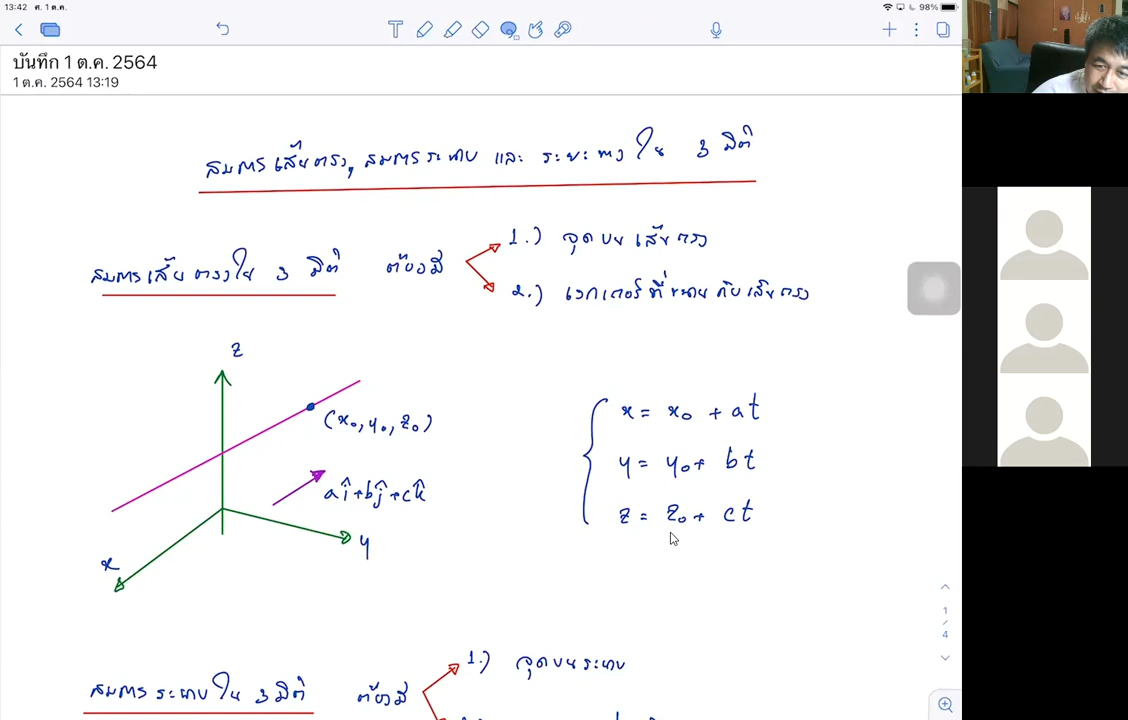 13:42 ศ. 1 ต.ค.
98%
บันทึก 1 ต.ค. 2564
1 ต.ค. 2564 13:19
สมการเส้นตรง, สมการระนาบ และ ระยะทาง ใน 3 มิติ
สมการเส้นตรงใน 3 มิติ ต้องมี
1.) จุดบนเส้นตรง
2.) เวกเตอร์ที่ขนานกับเส้นตรง
z
(x₀, y₀, z₀)
aî+bĵ+ck̂
y
x
x = x₀ + at
y = y₀ + bt
z = z₀ + ct
1
/
4
สมการระนาบใน 3 มิติ ต้องมี
1.) จุดบนระนาบ